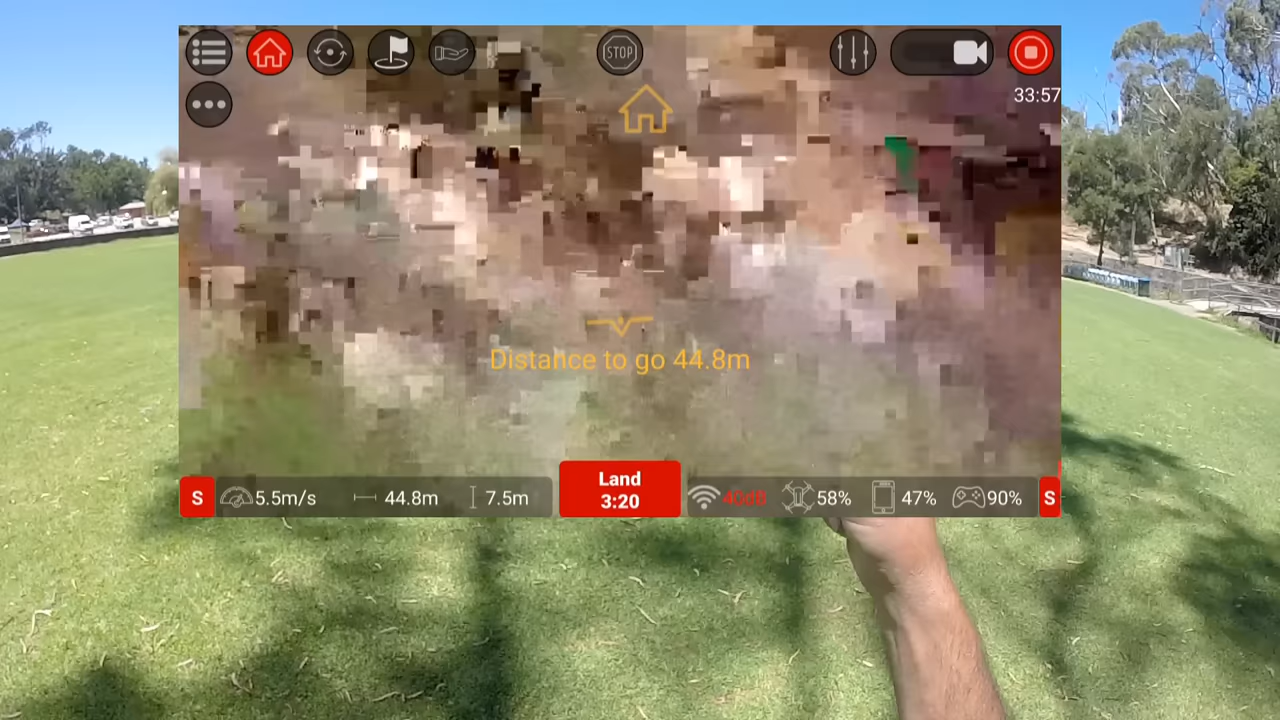 STOP
33:57
Distance to go 44.8m
S
5.5m/s
44.8m
7.5m
Land
3:20
40dB
58%
47%
90%
S